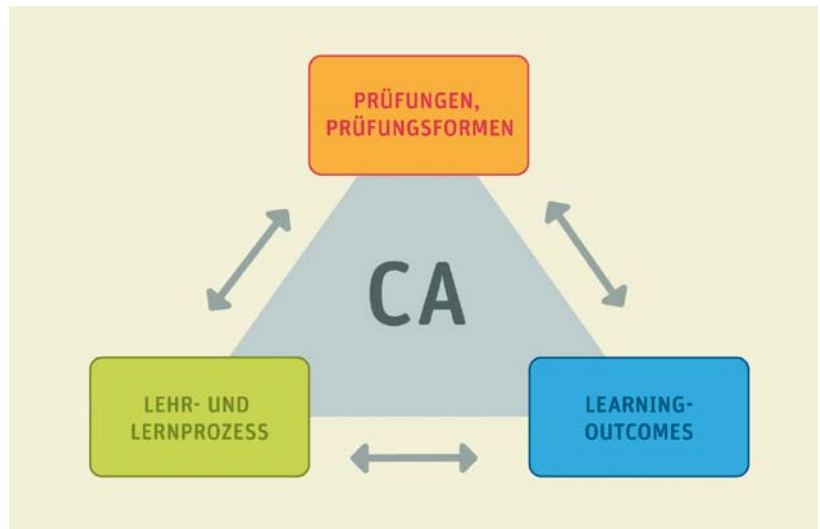 PRÜFUNGEN,
PRÜFUNGSFORMEN
CA
LEHR- UND
LERNPROZESS
LEARNING-
OUTCOMES